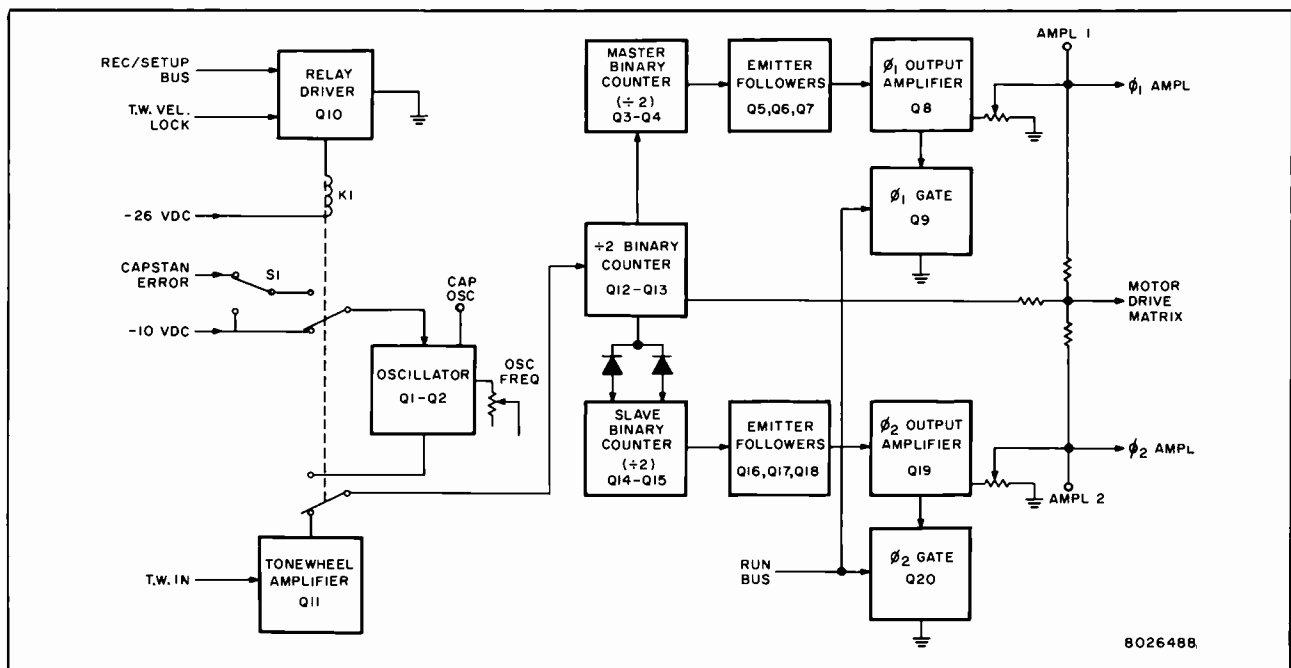 REC/SETUP
BUS
T.W. VEL.
LOCK
RELAY
DRIVER
Q10
K1
-26 VDC
CAPSTAN
ERROR
S1
-10 VDC
CAP
OSC
OSCILLATOR
Q1-Q2
OSC
FREQ
T.W. IN
TONEWHEEL
AMPLIFIER
Q11
MASTER
BINARY
COUNTER
(÷2)
Q3-Q4
EMITTER
FOLLOWERS
Q5,Q6,Q7
Ø1 OUTPUT
AMPLIFIER
Q8
AMPL 1
Ø1 AMPL
Ø1 GATE
Q9
÷2 BINARY
COUNTER
Q12-Q13
MOTOR
DRIVE
MATRIX
SLAVE
BINARY
COUNTER
(÷2)
Q14-Q15
EMITTER
FOLLOWERS
Q16,Q17,Q18
Ø2 OUTPUT
AMPLIFIER
Q19
Ø2 AMPL
AMPL 2
RUN
BUS
Ø2 GATE
Q20
8026488